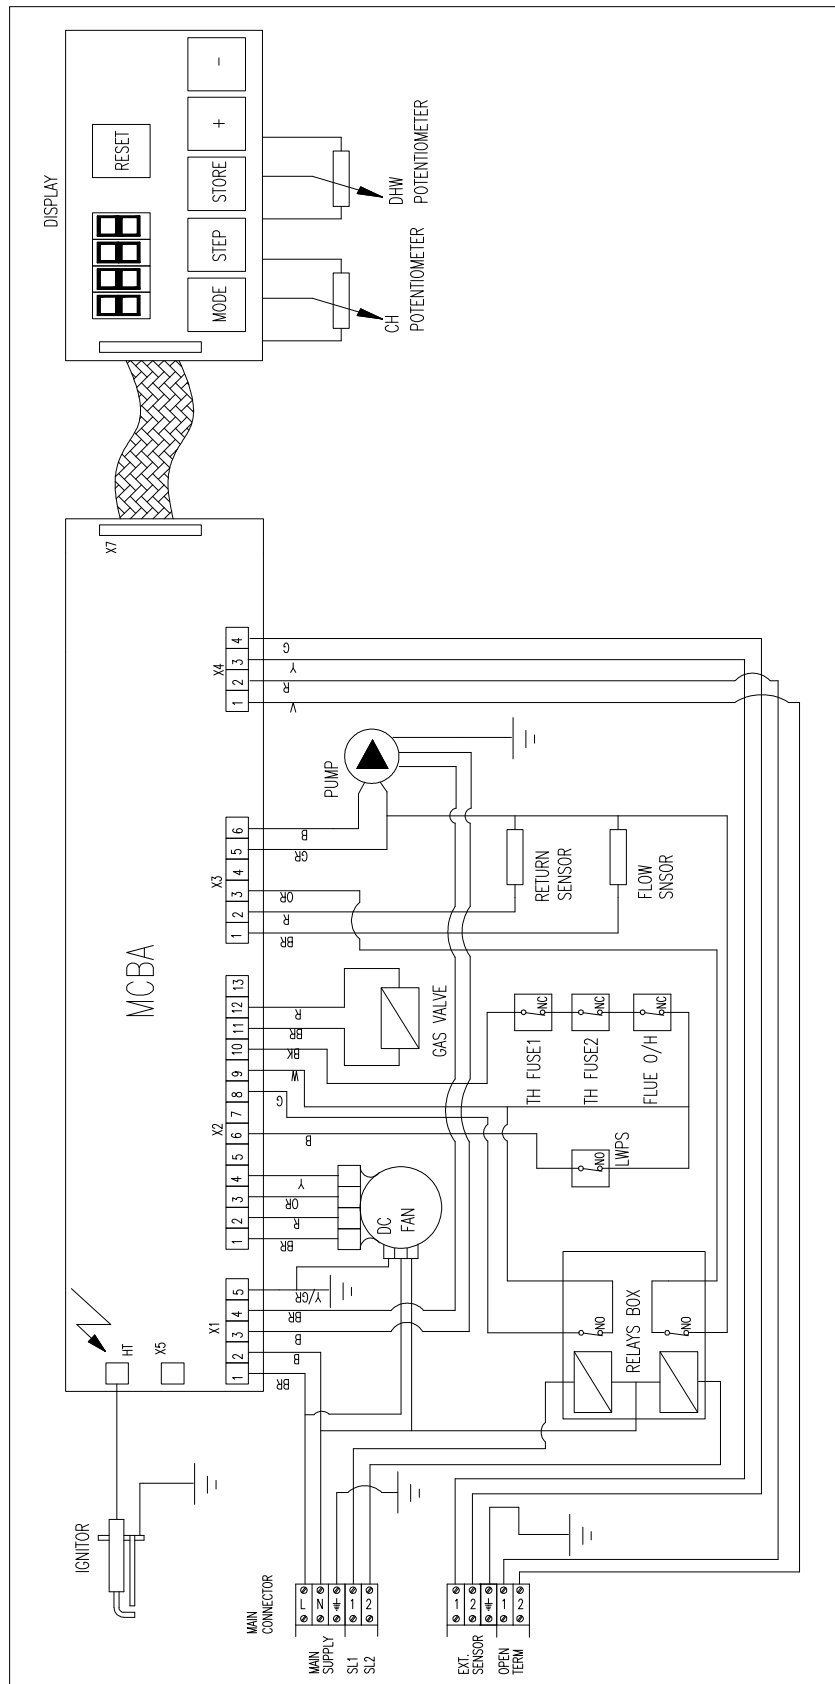 DISPLAY
RESET
MODE
STEP
STORE
+
-
CH
POTENTIOMETER
DHW
POTENTIOMETER
X7
MCBA
HT
X5
IGNITOR
X1
1 2 3 4 5
X2
1 2 3 4 5 6 7 8 9 10 11 12 13
X3
1 2 3 4 5 6
X4
1 2 3 4
BR
B
B
BR
Y/GR
BR
R
OR
Y
B
G
W
BK
BR
R
BR
R
OR
GR
B
V
R
Y
G
DC
FAN
GAS VALVE
PUMP
RETURN
SENSOR
FLOW
SNSOR
TH FUSE1
NC
TH FUSE2
NC
FLUE O/H
NC
LWPS
NO
RELAYS BOX
NO
NO
MAIN
CONNECTOR
L
N
1
2
MAIN
SUPPLY
SL1
SL2
1
2
1
2
EXT.
SENSOR
OPEN
TERM